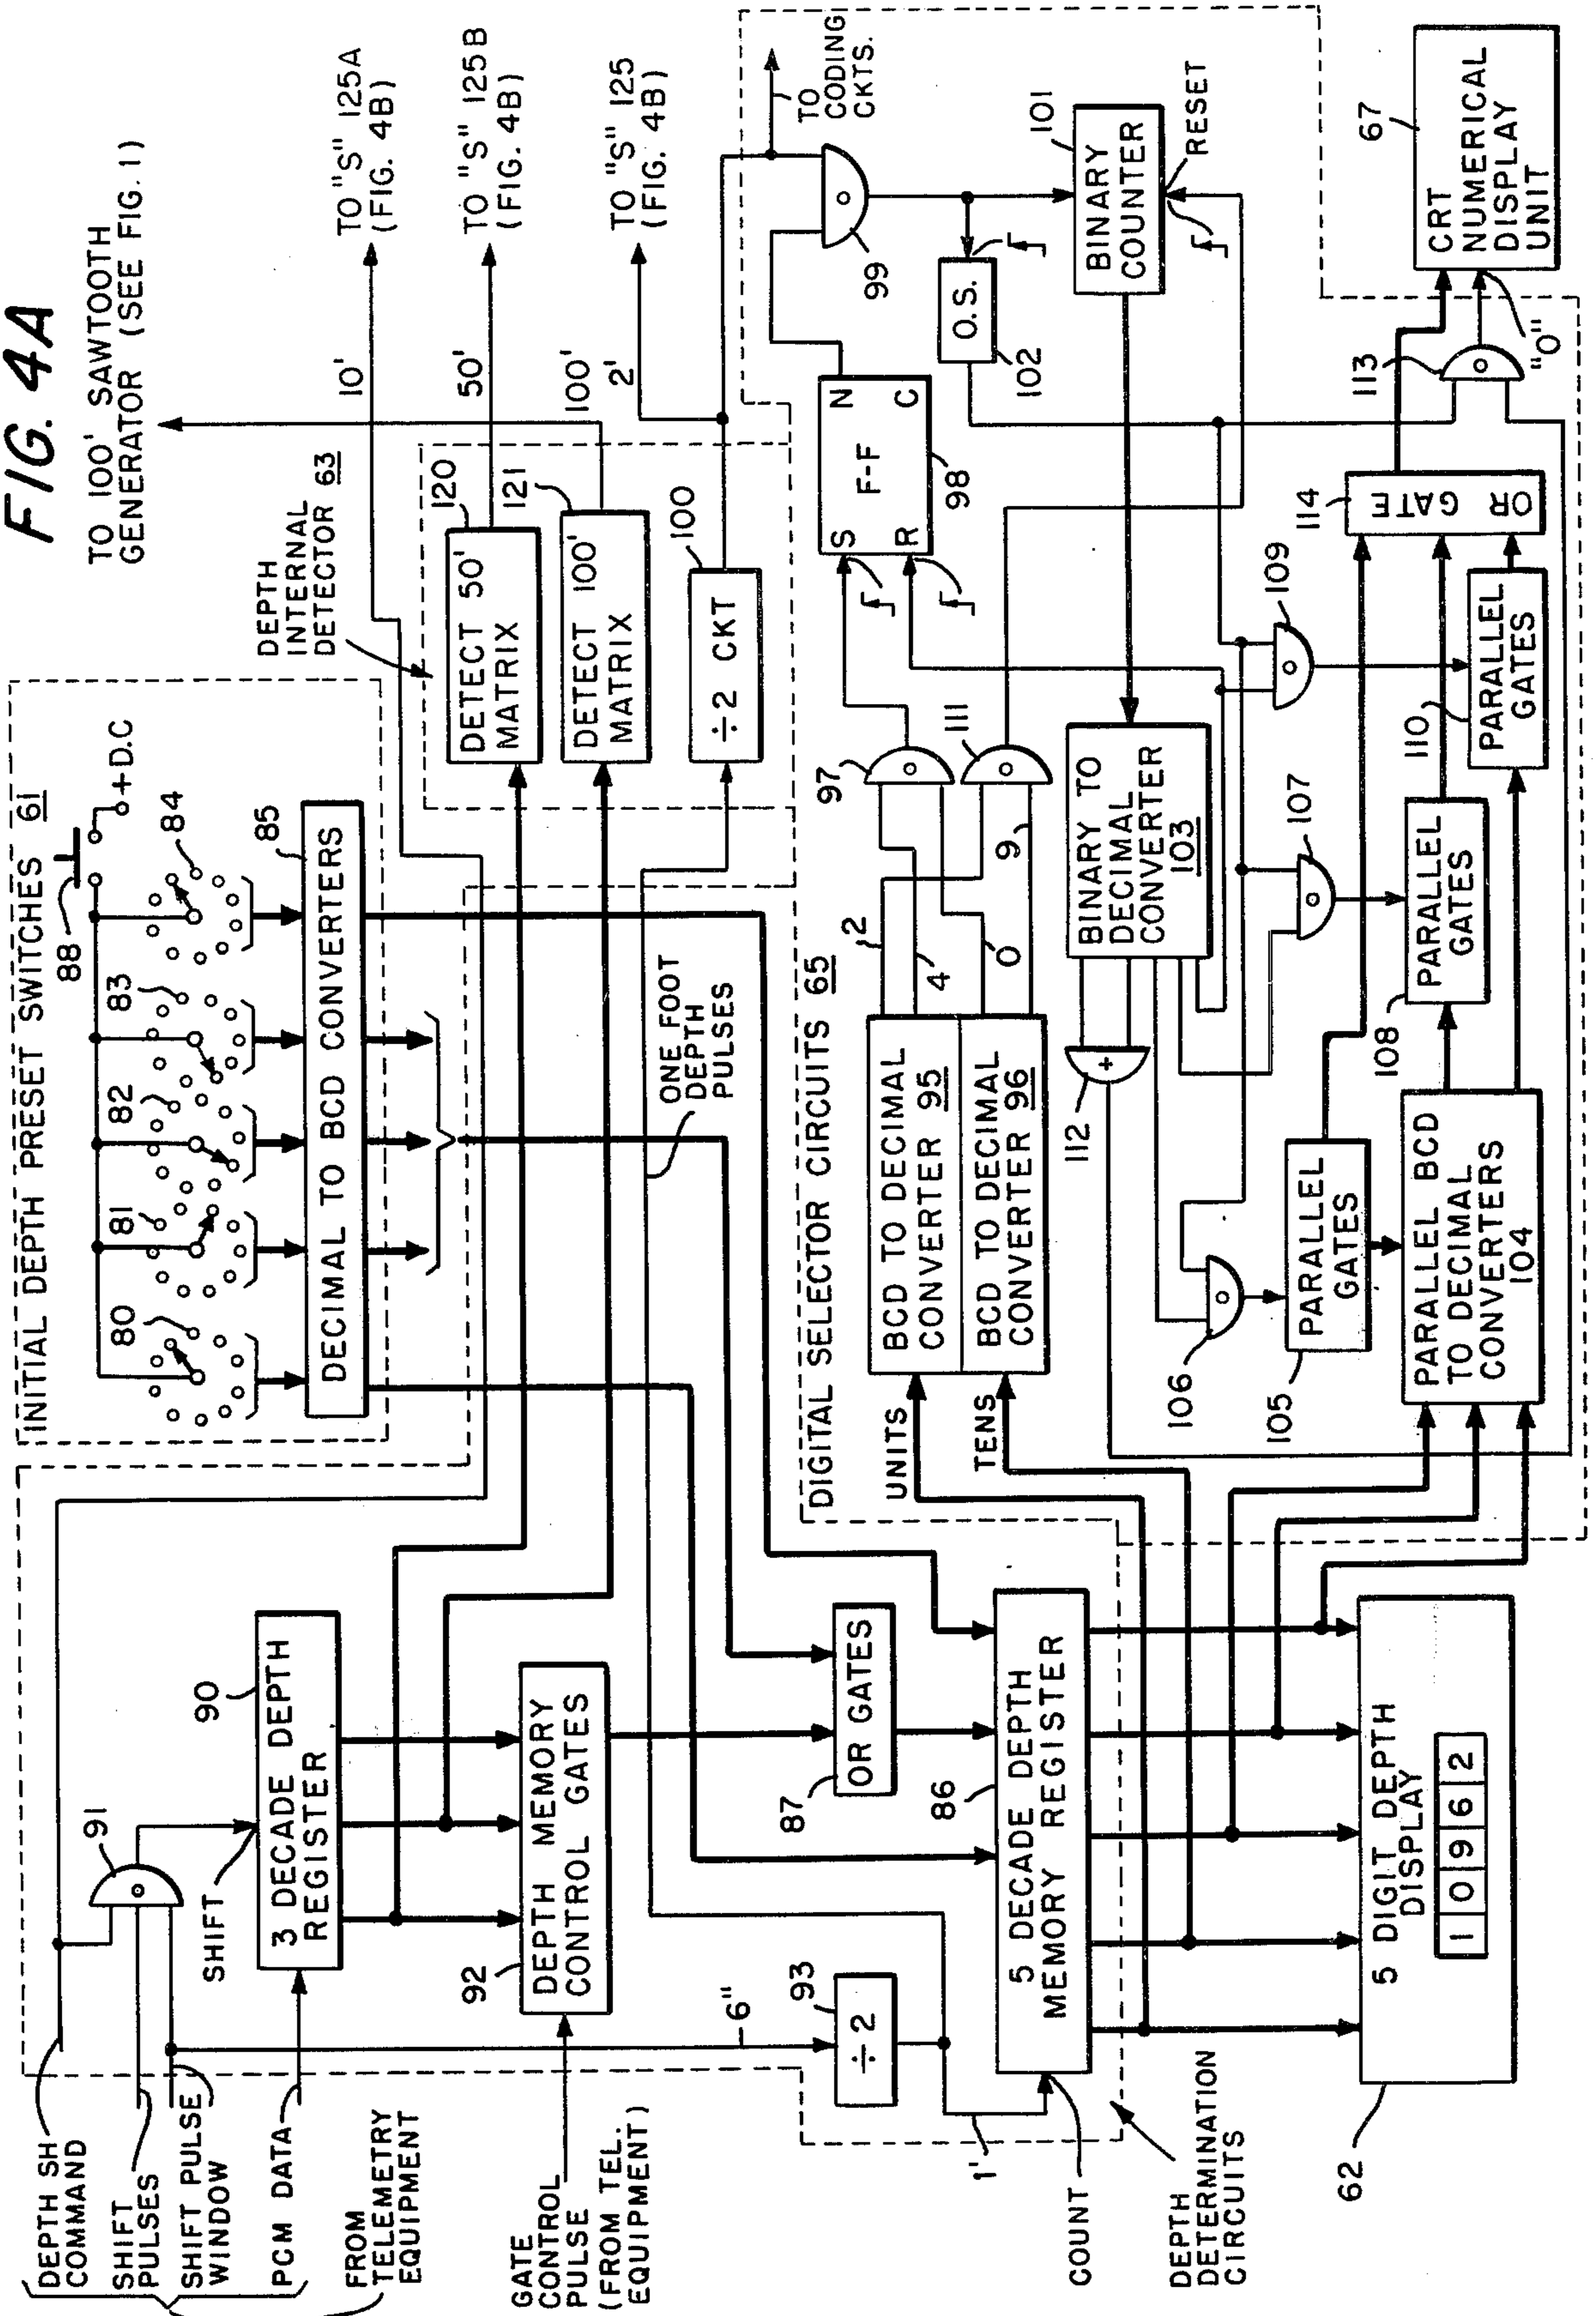 FIG. 4A
TO 100' SAWTOOTH
GENERATOR (SEE FIG. 1)
INITIAL DEPTH PRESET SWITCHES 61
88
+D.C
80
81
82
83
84
DECIMAL TO BCD CONVERTERS
85
DEPTH SH
COMMAND
SHIFT
PULSES
SHIFT PULSE
WINDOW
PCM DATA
FROM
TELEMETRY
EQUIPMENT
91
SHIFT
90
3 DECADE DEPTH
REGISTER
92
DEPTH MEMORY
CONTROL GATES
GATE
CONTROL
PULSE
(FROM TEL.
EQUIPMENT)
6"
93
÷2
1'
COUNT
87
OR GATES
86
5 DECADE DEPTH
MEMORY REGISTER
DEPTH
DETERMINATION
CIRCUITS
62
5 DIGIT DEPTH
DISPLAY
1 0 9 6 2
DEPTH
INTERNAL
DETECTOR 63
120
DETECT 50'
MATRIX
121
DETECT 100'
MATRIX
100
÷2 CKT
ONE FOOT
DEPTH
PULSES
10'
TO "S" 125A
(FIG. 4B)
50'
TO "S" 125B
(FIG. 4B)
100'
2'
TO "S" 125
(FIG. 4B)
TO
CODING
CKTS.
DIGITAL SELECTOR CIRCUITS 65
UNITS
TENS
BCD TO DECIMAL
CONVERTER 95
BCD TO DECIMAL
CONVERTER 96
2
4
0
9
97
111
S
N
F-F
R
C
98
99
O.S.
102
BINARY
COUNTER
101
RESET
BINARY TO
DECIMAL
CONVERTER
103
112
+
106
107
109
105
PARALLEL
GATES
PARALLEL BCD
TO DECIMAL
CONVERTERS
104
108
PARALLEL
GATES
110
PARALLEL
GATES
114
OR
GATE
113
"0"
67
CRT
NUMERICAL
DISPLAY
UNIT